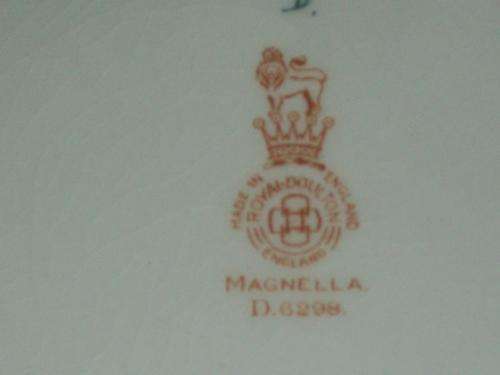 D.
MADE IN ENGLAND
ROYAL DOULTON
ENGLAND
MAGNELLA.
D.6298.